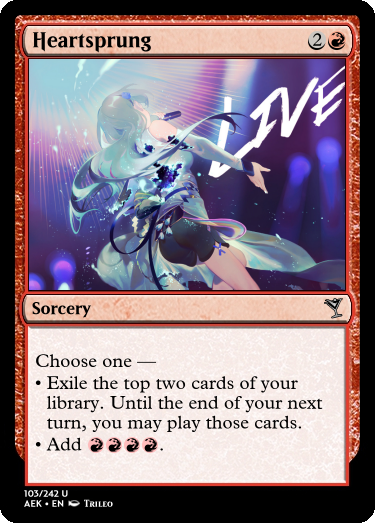 Heartsprung 2
LIVE
Sorcery
Choose one —
• Exile the top two cards of your
library. Until the end of your next
turn, you may play those cards.
• Add .
103/242 U
AEK • EN Trileo